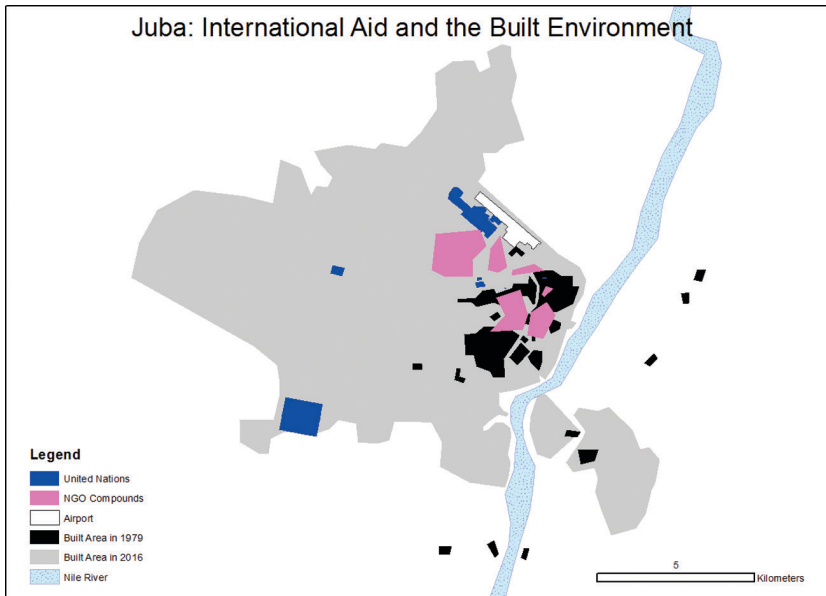 Juba: International Aid and the Built Environment
Legend
United Nations
NGO Compounds
Airport
Built Area in 1979
Built Area in 2016
Nile River
5
Kilometers